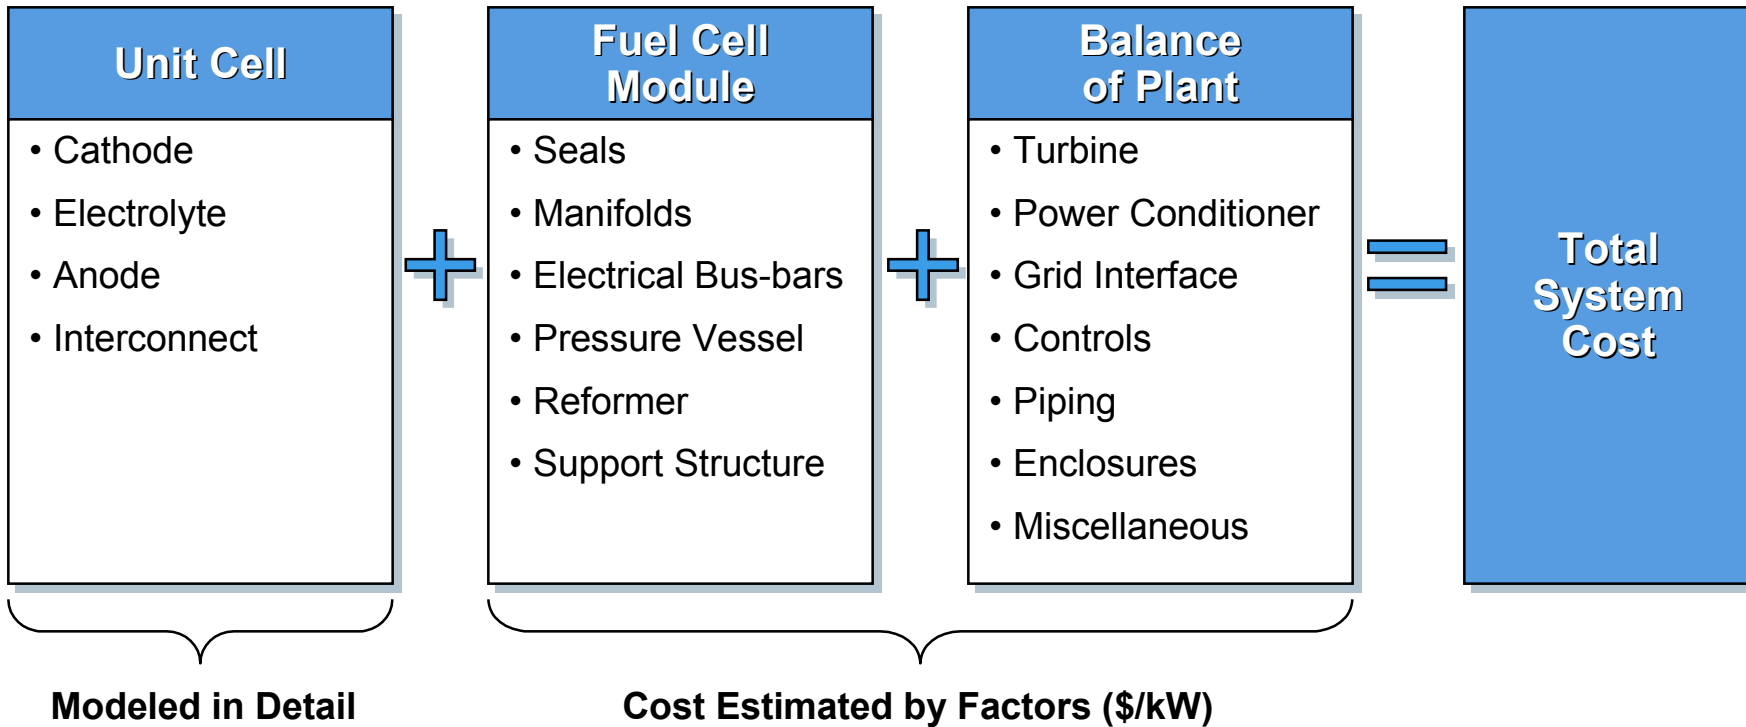 Unit Cell
• Cathode
• Electrolyte
• Anode
• Interconnect
Fuel Cell
Module
• Seals
• Manifolds
• Electrical Bus-bars
• Pressure Vessel
• Reformer
• Support Structure
Balance
of Plant
• Turbine
• Power Conditioner
• Grid Interface
• Controls
• Piping
• Enclosures
• Miscellaneous
Total
System
Cost
Modeled in Detail
Cost Estimated by Factors ($/kW)